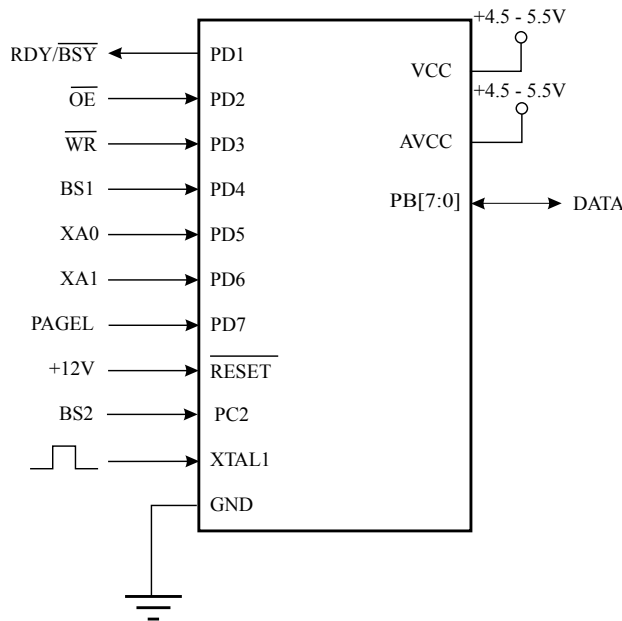 RDY/BSY PD1
OE PD2
WR PD3
BS1 PD4
XA0 PD5
XA1 PD6
PAGEL PD7
+12V RESET
BS2 PC2
XTAL1
GND
+4.5 - 5.5V
VCC
+4.5 - 5.5V
AVCC
PB[7:0] DATA